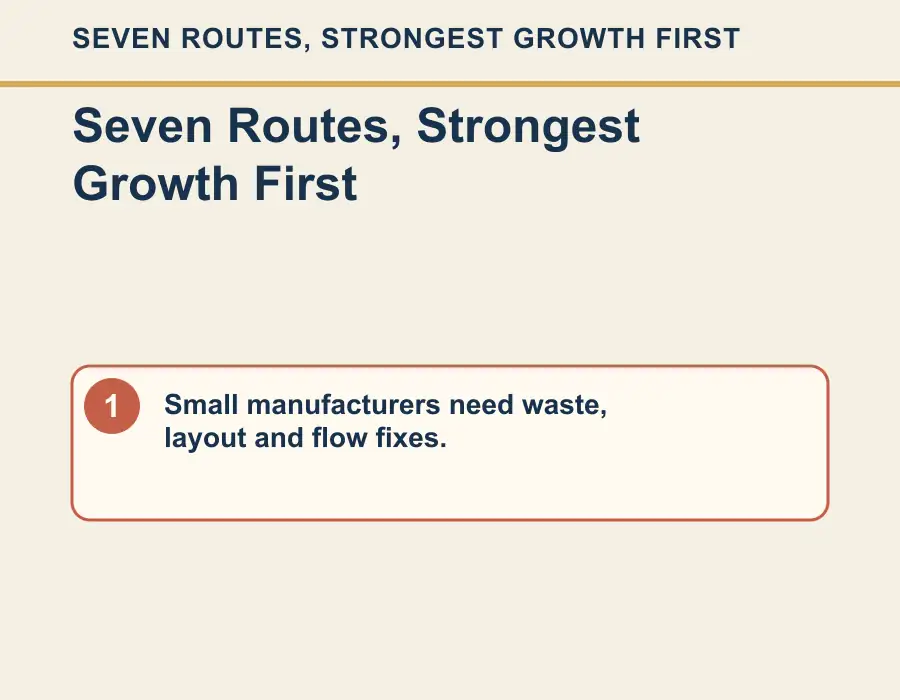 SEVEN ROUTES, STRONGEST GROWTH FIRST
Seven Routes, Strongest
Growth First
1
Small manufacturers need waste,
layout and flow fixes.